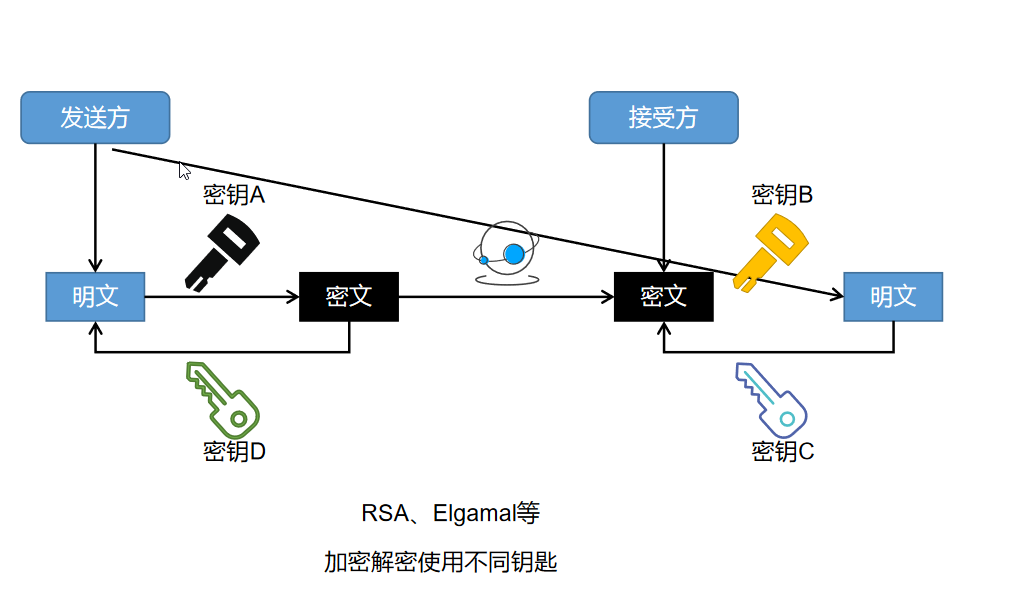 发送方
接受方
密钥A
密钥B
明文
密文
密文
明文
密钥D
密钥C
RSA、Elgamal等
加密解密使用不同钥匙